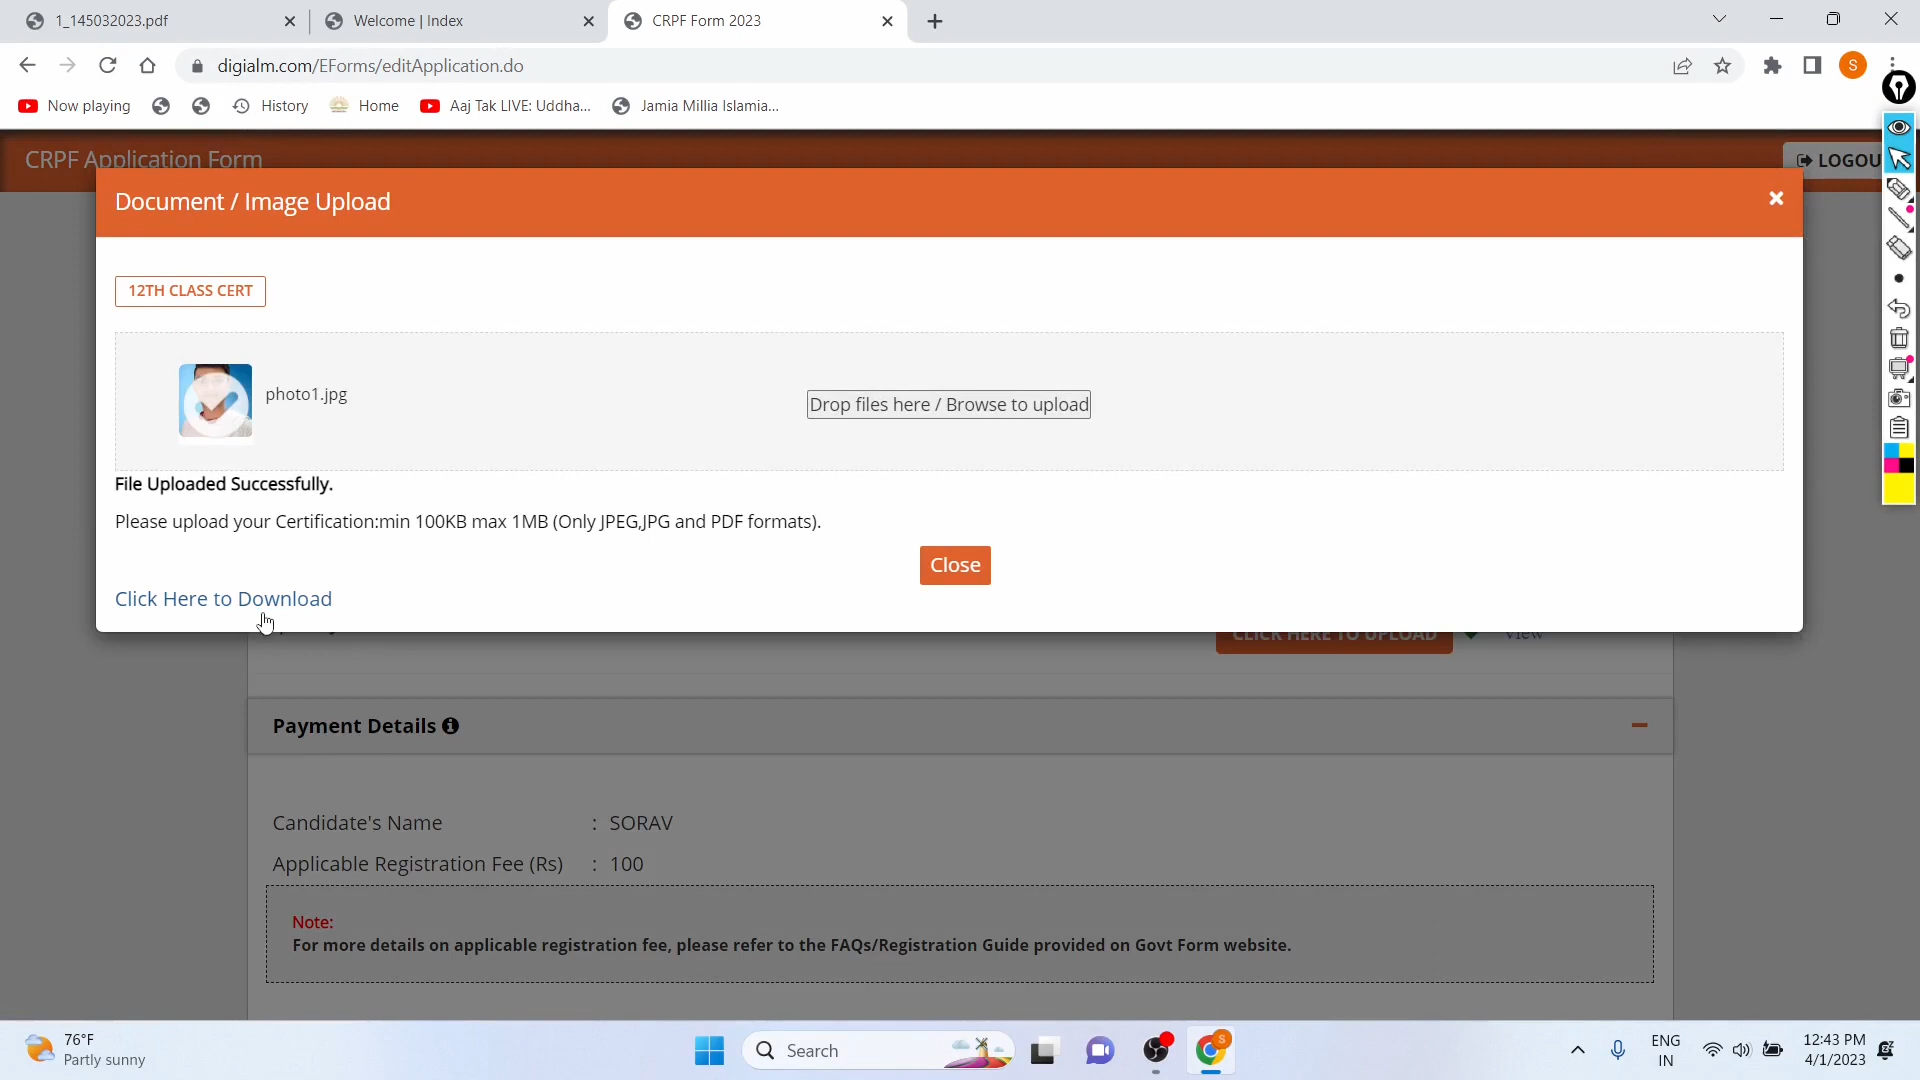 1_145032023.pdf
Welcome | Index
CRPF Form 2023
digialm.com/EForms/editApplication.do
S
Now playing
History
Home
Aaj Tak LIVE: Uddha...
Jamia Millia Islamia...
CRPF Application Form
LOGOU
Document / Image Upload
12TH CLASS CERT
photo1.jpg
Drop files here / Browse to upload
File Uploaded Successfully.
Please upload your Certification:min 100KB max 1MB (Only JPEG,JPG and PDF formats).
Close
Click Here to Download
CLICK HERE TO UPLOAD
View
Payment Details
Candidate's Name : SORAV
Applicable Registration Fee (Rs) : 100
Note:
For more details on applicable registration fee, please refer to the FAQs/Registration Guide provided on Govt Form website.
76°F
Partly sunny
Search
S
ENG
IN
12:43 PM
4/1/2023